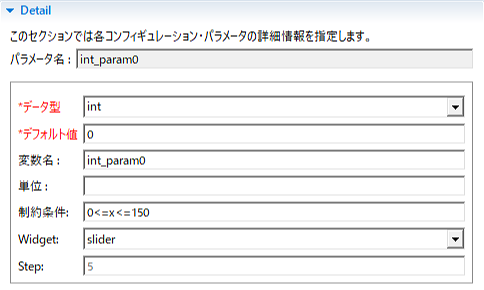 Detail
このセクションでは各コンフィギュレーション・パラメータの詳細情報を指定します。
パラメータ名 : int_param0
*データ型 int
*デフォルト値 0
変数名 : int_param0
単位 :
制約条件: 0<=x<=150
Widget: slider
Step: 5